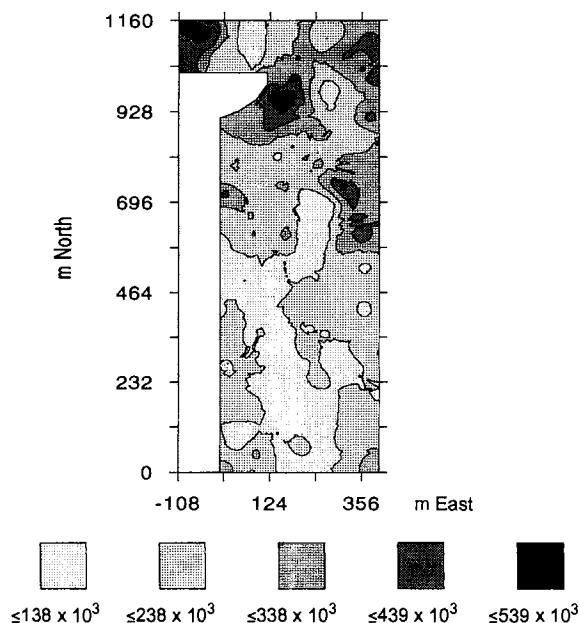 1160
928
696
464
232
0
m North
-108 124 356 m East
≤138 x 10³ ≤238 x 10³ ≤338 x 10³ ≤439 x 10³ ≤539 x 10³